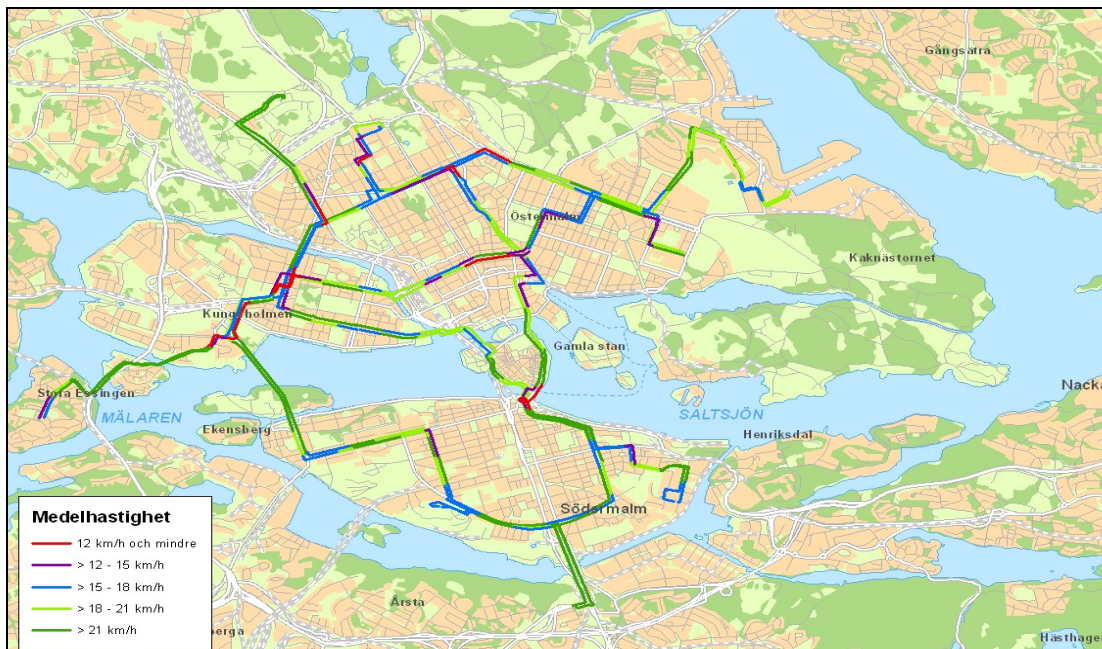 Gångsätra
Östermalm
Kaknästornet
Kungsholmen
Gamla stan
Stora Essingen
Nacka
MÄLAREN
SALTSJÖN
Ekensberg
Henriksdal
Södermalm
Medelhastighet
12 km/h och mindre
> 12 - 15 km/h
> 15 - 18 km/h
> 18 - 21 km/h
> 21 km/h
Årsta
berga
Hästhagen